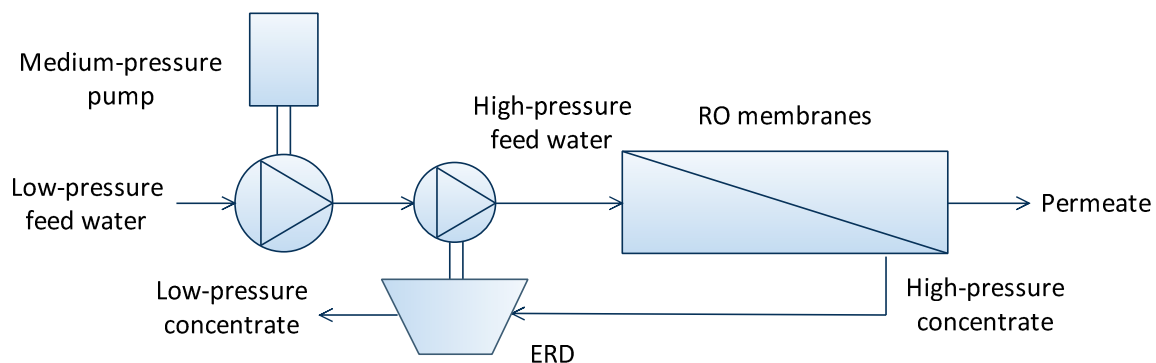 Medium-pressure
pump
High-pressure
feed water
RO membranes
Low-pressure
feed water
Permeate
Low-pressure
concentrate
High-pressure
concentrate
ERD